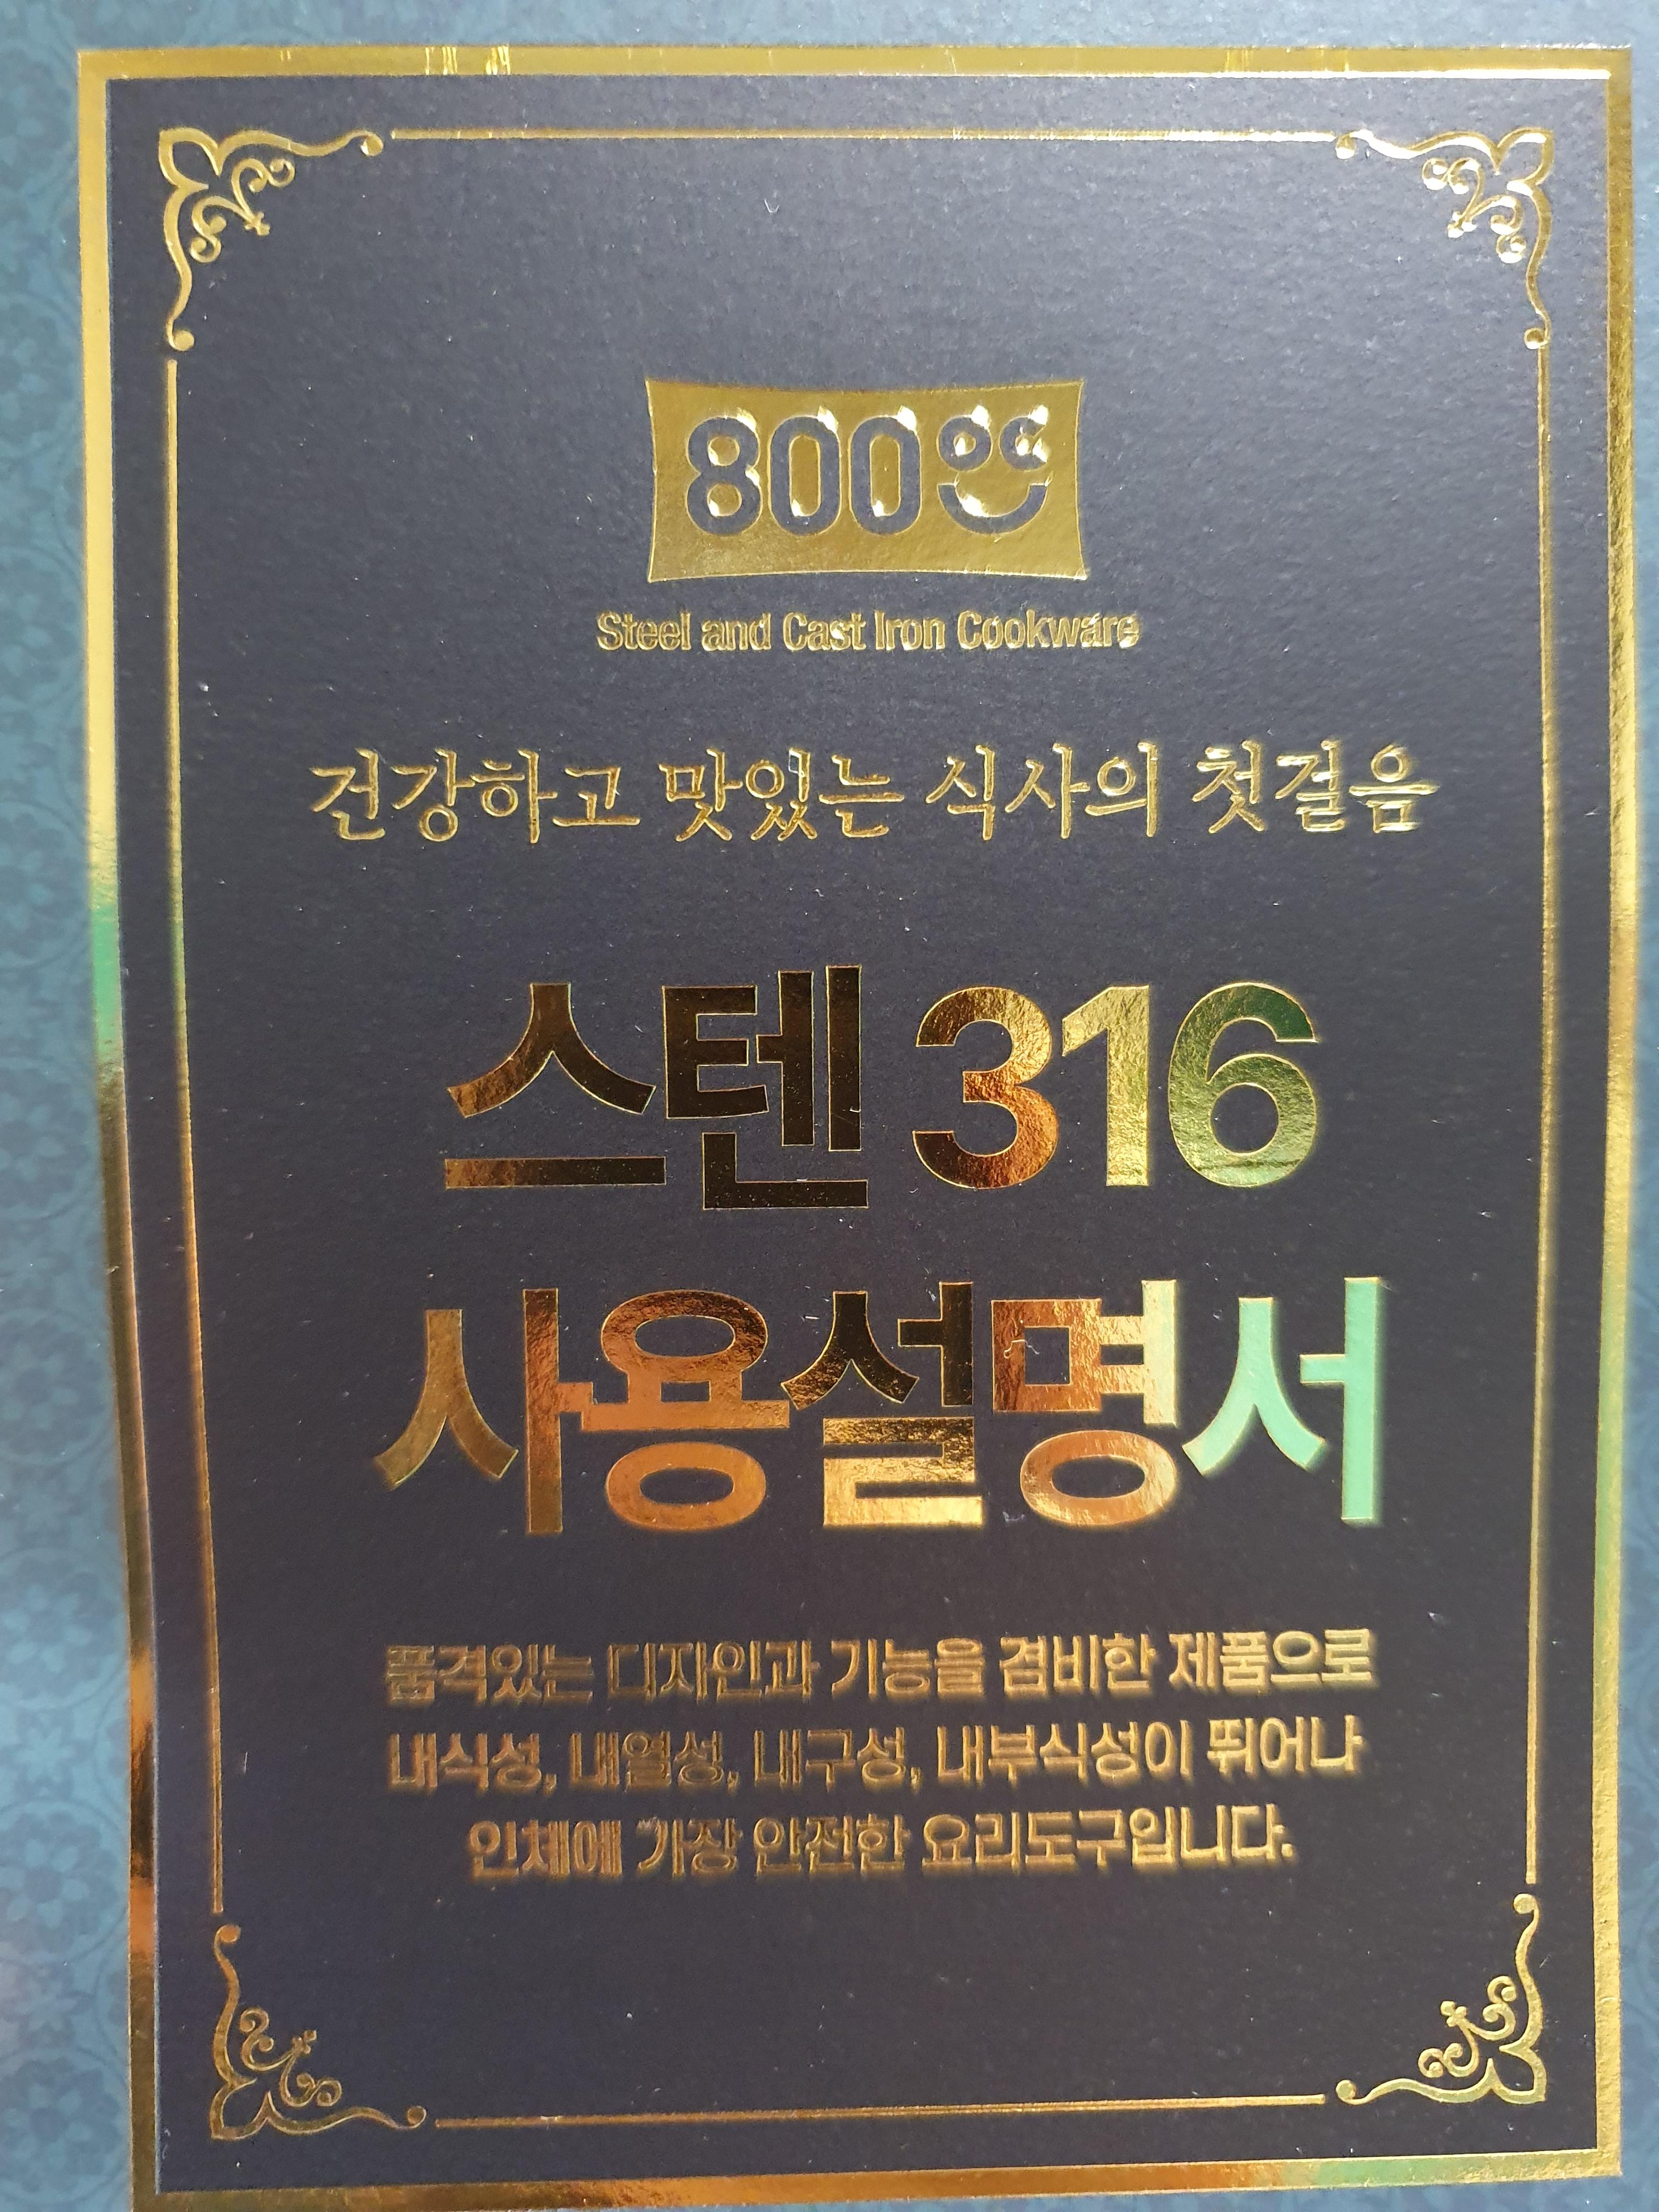 800
Steel and Cast Iron Cookware
건강하고 맛있는 식사의 첫걸음
스텐 316
사용설명서
품격있는 디자인과 기능을 겸비한 제품으로
내식성, 내열성, 내구성, 내부식성이 뛰어나
인체에 가장 안전한 요리도구입니다.